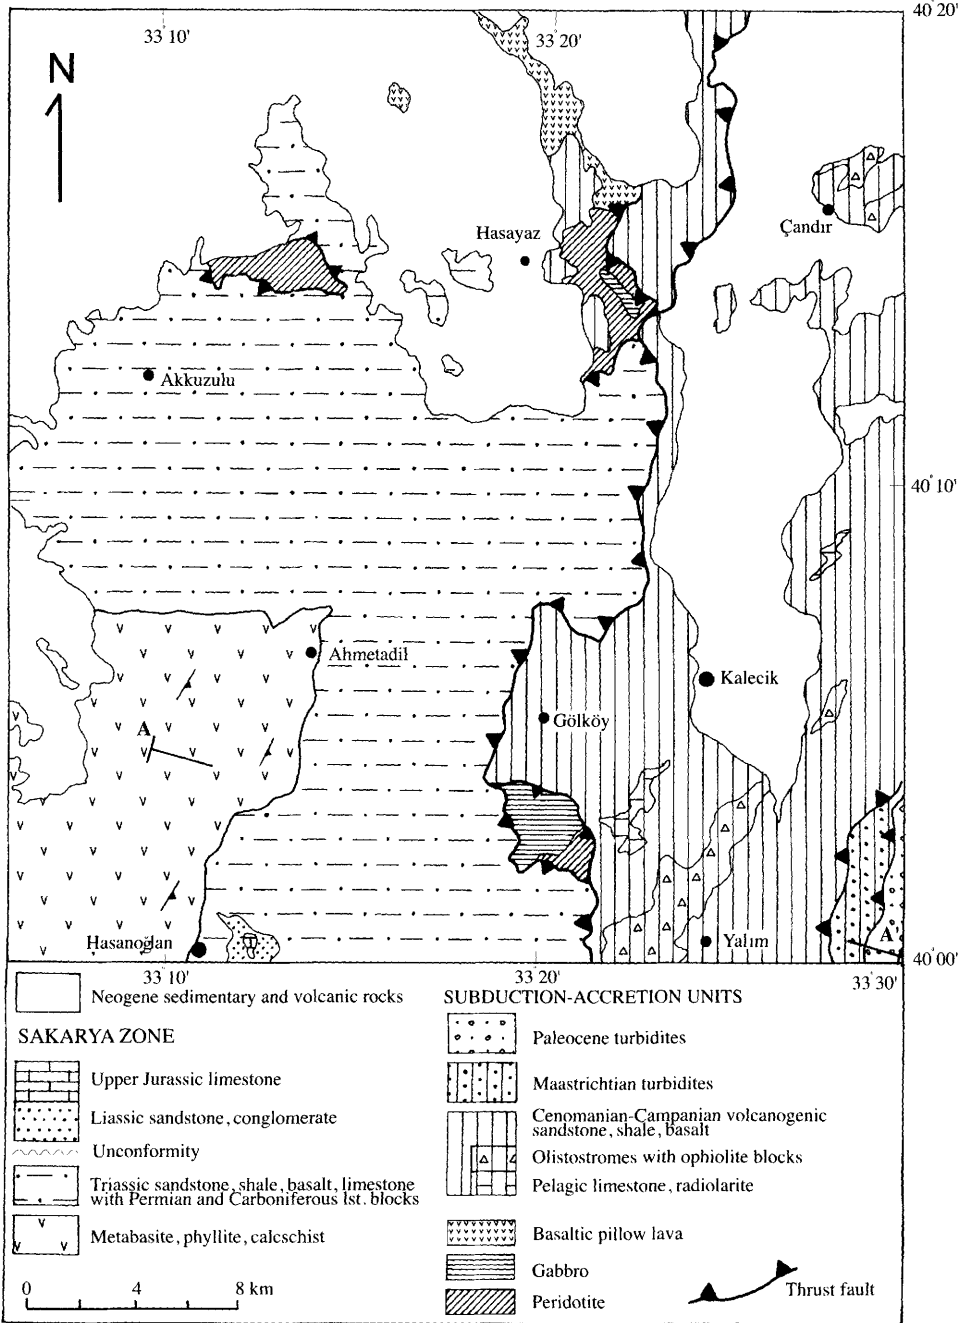 40°20'
33°10'
33°20'
N
Hasayaz
Çandır
Akkuzulu
40°10'
Ahmetadil
Kalecik
Gölköy
A
A'
Hasanoğlan
Yalım
40°00'
33°10'
33°20'
33°30'
Neogene sedimentary and volcanic rocks
SAKARYA ZONE
Upper Jurassic limestone
Liassic sandstone, conglomerate
Unconformity
Triassic sandstone, shale, basalt, limestone
with Permian and Carboniferous lst. blocks
Metabasite, phyllite, calcschist
0 4 8 km
SUBDUCTION-ACCRETION UNITS
Paleocene turbidites
Maastrichtian turbidites
Cenomanian-Campanian volcanogenic
sandstone, shale, basalt
Olistostromes with ophiolite blocks
Pelagic limestone, radiolarite
Basaltic pillow lava
Gabbro
Peridotite
Thrust fault